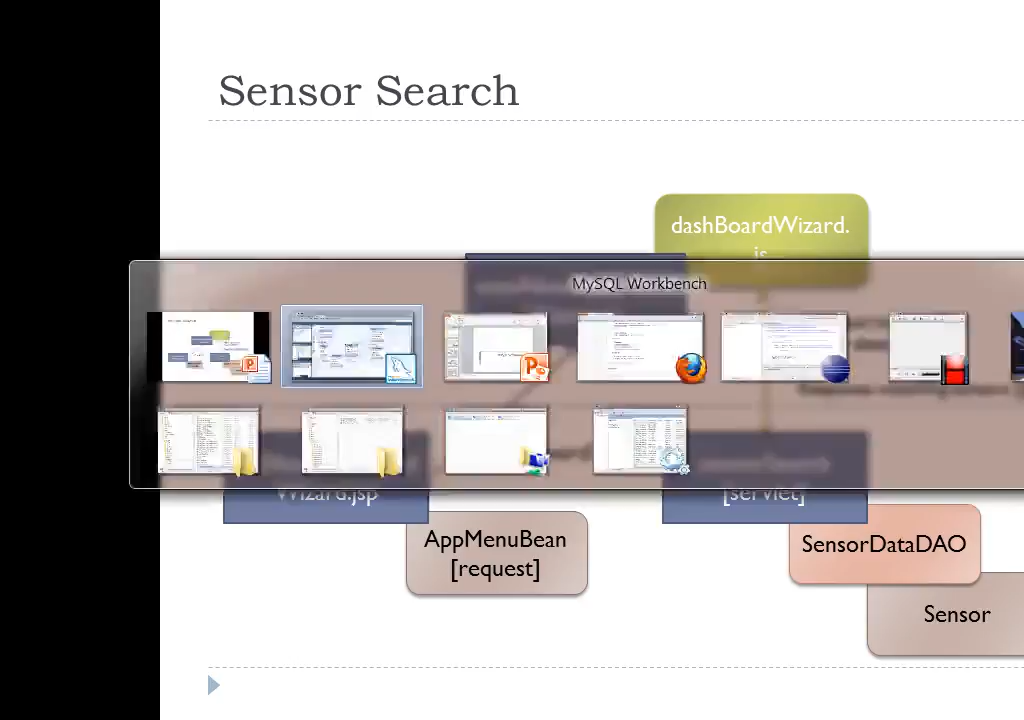 Sensor Search
dashBoardWizard.
js
MySQL Workbench
Wizard.jsp
[servlet]
AppMenuBean
[request]
SensorDataDAO
Sensor